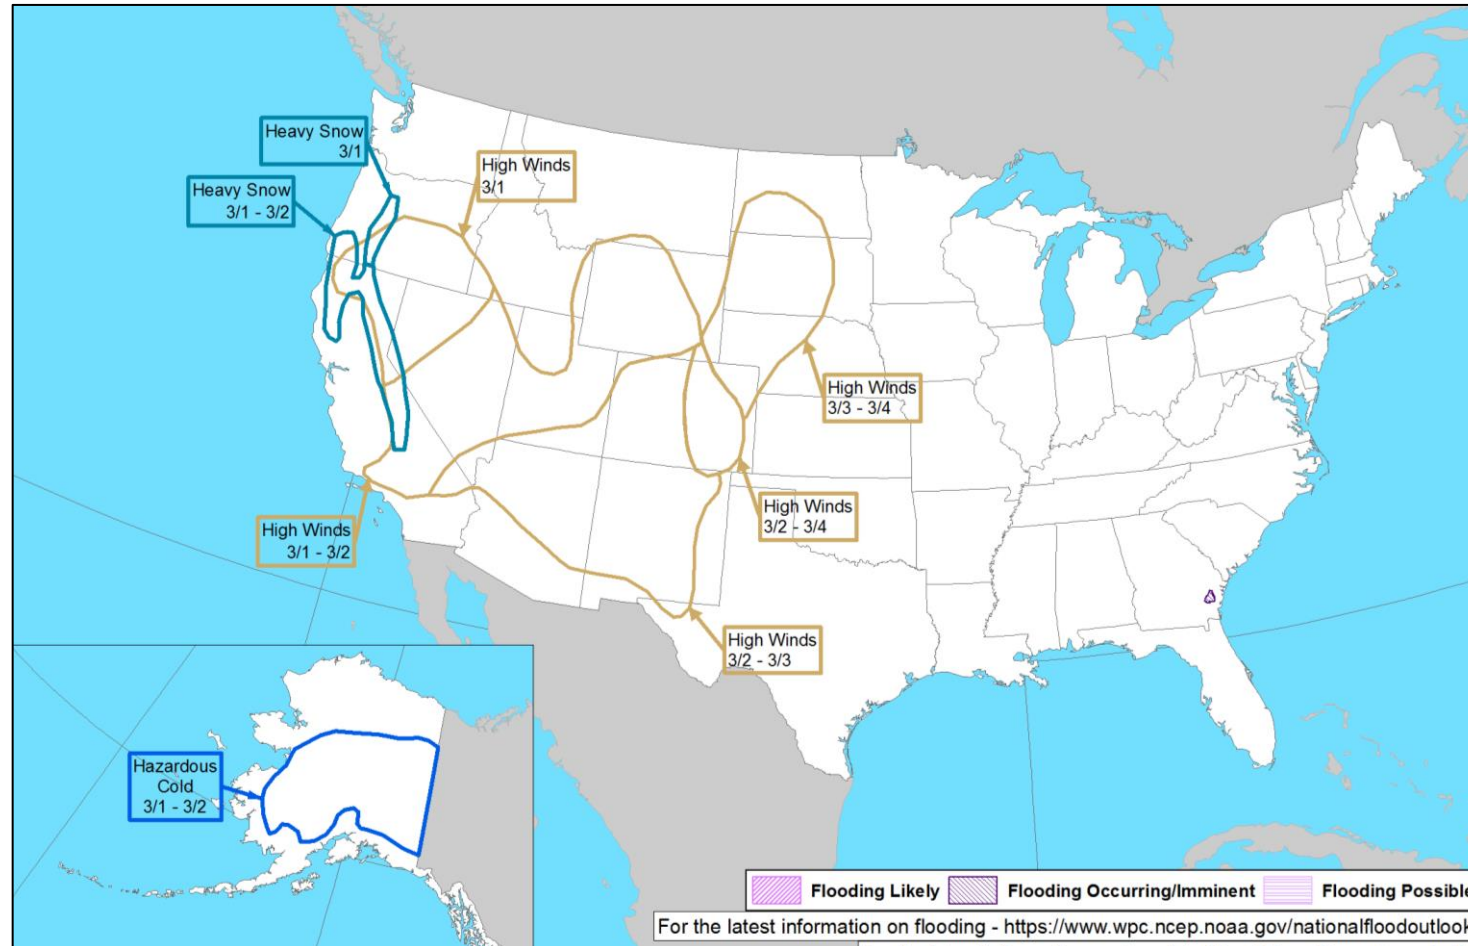 Heavy Snow
3/1
Heavy Snow
3/1 - 3/2
High Winds
3/1
High Winds
3/3 - 3/4
High Winds
3/2 - 3/4
High Winds
3/1 - 3/2
High Winds
3/2 - 3/3
Hazardous
Cold
3/1 - 3/2
Flooding Likely
Flooding Occurring/Imminent
Flooding Possible
For the latest information on flooding - https://www.wpc.ncep.noaa.gov/nationalfloodoutlook